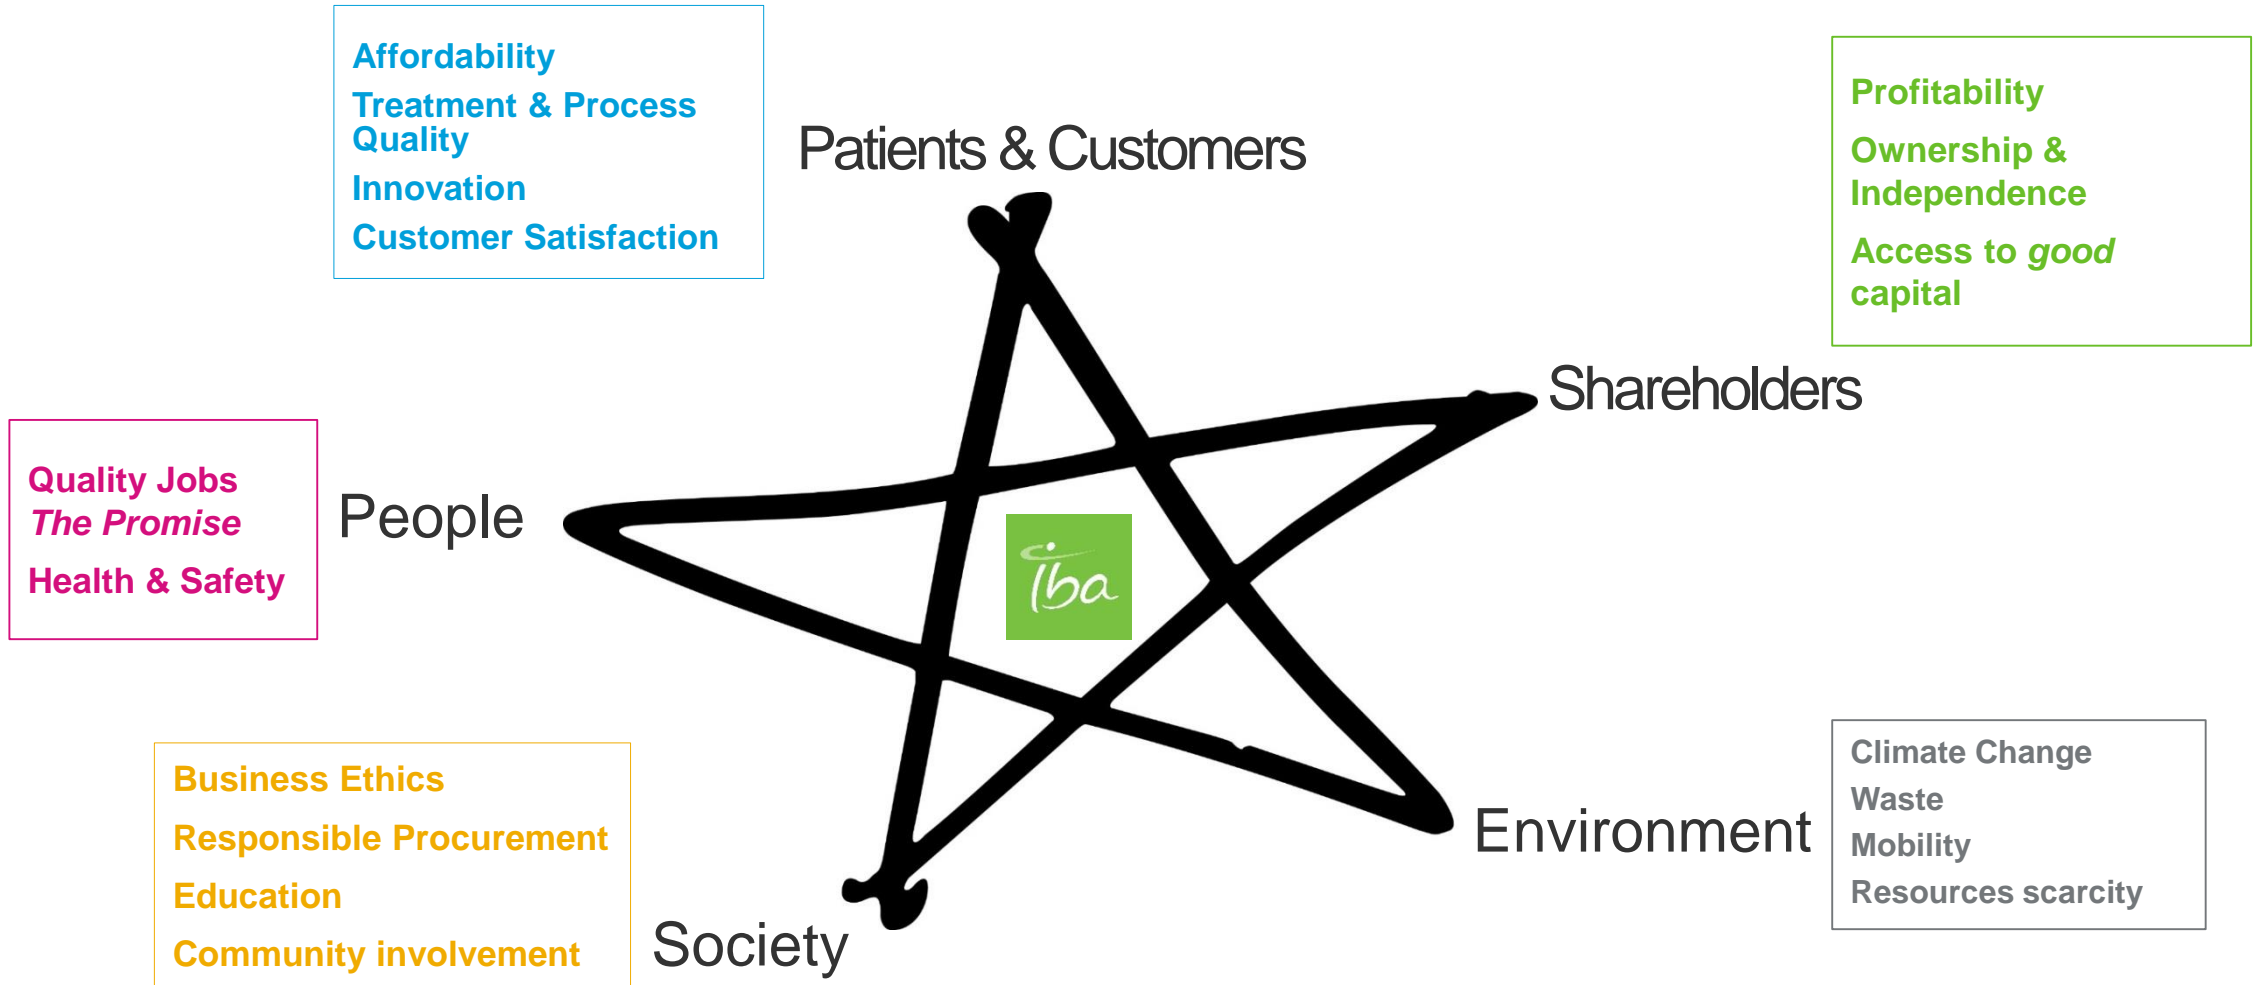 Affordability
Treatment & Process
Quality
Innovation
Customer Satisfaction
Patients & Customers
Profitability
Ownership &
Independence
Access to good
capital
Shareholders
Quality Jobs
The Promise
Health & Safety
People
iba
Business Ethics
Responsible Procurement
Education
Community involvement
Society
Environment
Climate Change
Waste
Mobility
Resources scarcity